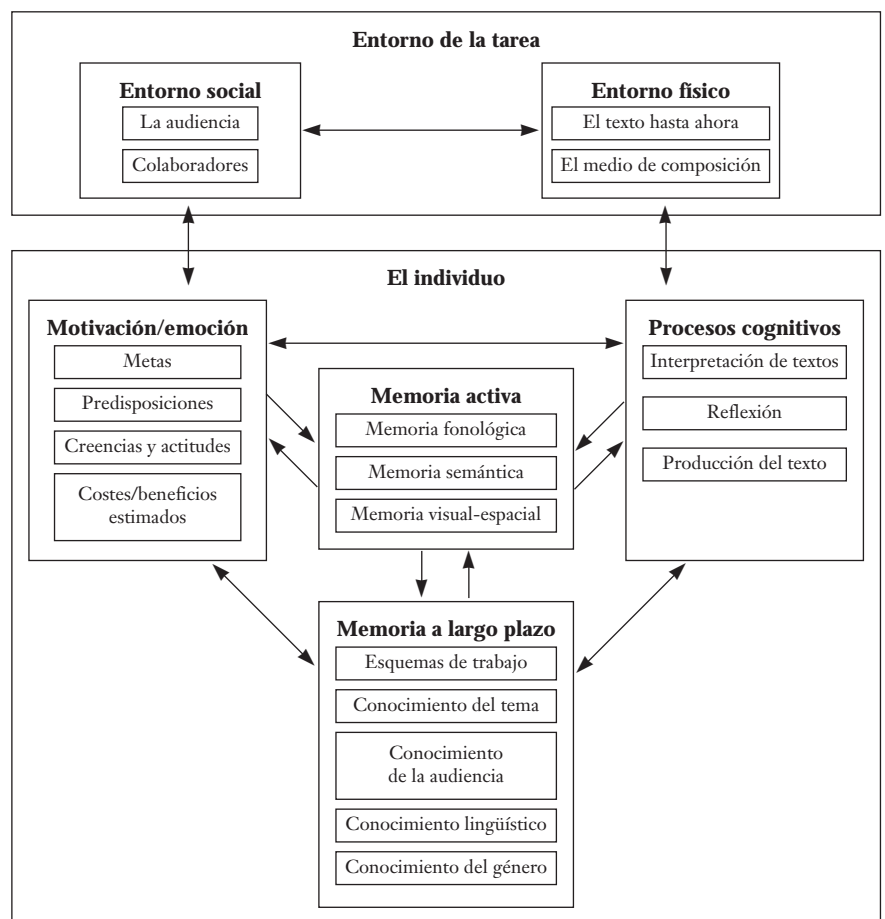 Entorno de la tarea
Entorno social
La audiencia
Colaboradores
Entorno físico
El texto hasta ahora
El medio de composición
El individuo
Motivación/emoción
Metas
Predisposiciones
Creencias y actitudes
Costes/beneficios
estimados
Memoria activa
Memoria fonológica
Memoria semántica
Memoria visual-espacial
Procesos cognitivos
Interpretación de textos
Reflexión
Producción del texto
Memoria a largo plazo
Esquemas de trabajo
Conocimiento del tema
Conocimiento
de la audiencia
Conocimiento lingüístico
Conocimiento del género